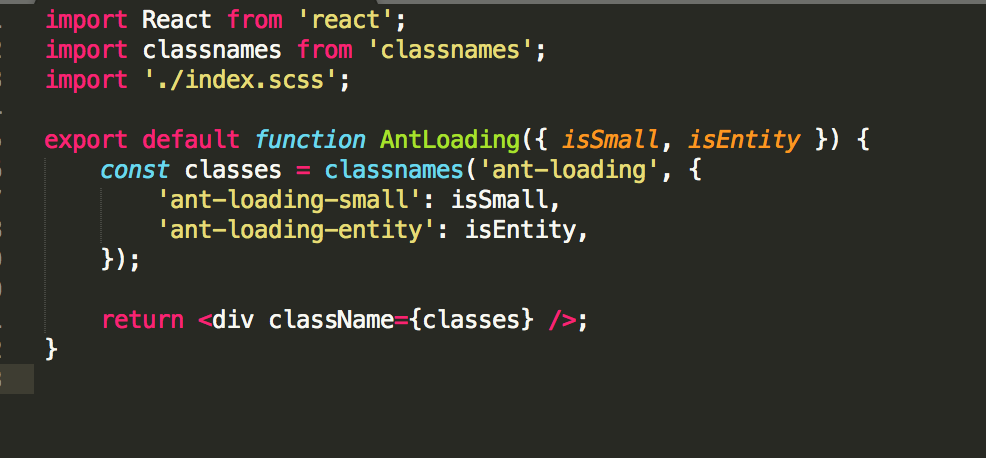 import React from 'react';
import classnames from 'classnames';
import './index.scss';
export default function AntLoading({ isSmall, isEntity }) {
const classes = classnames('ant-loading', {
'ant-loading-small': isSmall,
'ant-loading-entity': isEntity,
});
return <div className={classes} />;
}